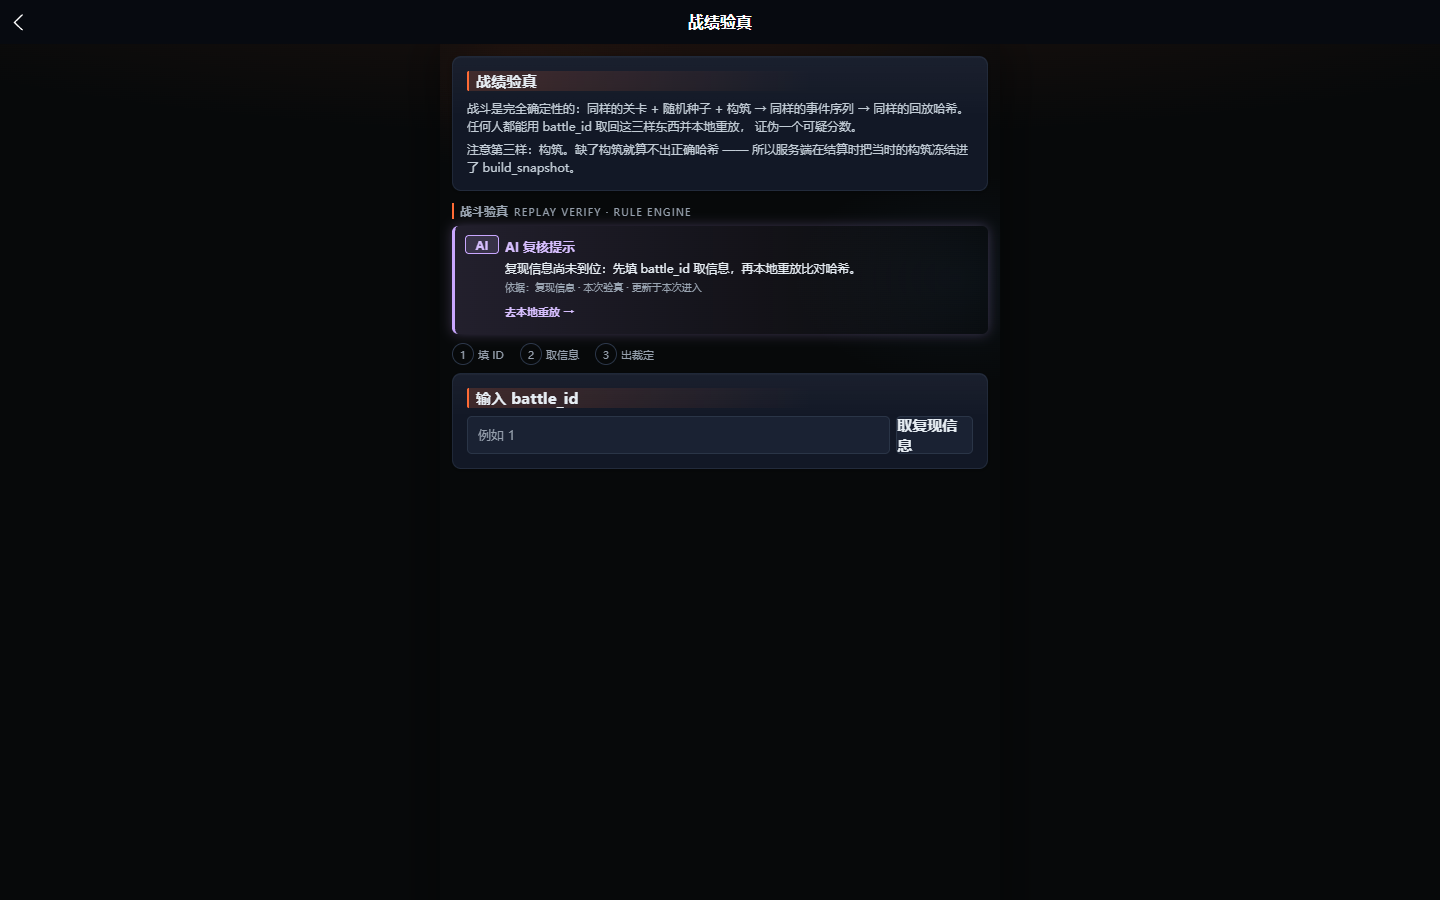 战绩验真
战绩验真
战斗是完全确定性的：同样的关卡 + 随机种子 + 构筑 → 同样的事件序列 → 同样的回放哈希。
任何人都能用 battle_id 取回这三样东西并本地重放， 证伪一个可疑分数。
注意第三样：构筑。缺了构筑就算不出正确哈希 —— 所以服务端在结算时把当时的构筑冻结进
了 build_snapshot。
战斗验真 REPLAY VERIFY · RULE ENGINE
AI AI 复核提示
复现信息尚未到位：先填 battle_id 取信息，再本地重放比对哈希。
依据：复现信息 · 本次验真 · 更新于本次进入
去本地重放 →
1 填 ID 2 取信息 3 出裁定
输入 battle_id
例如 1
取复现信
息